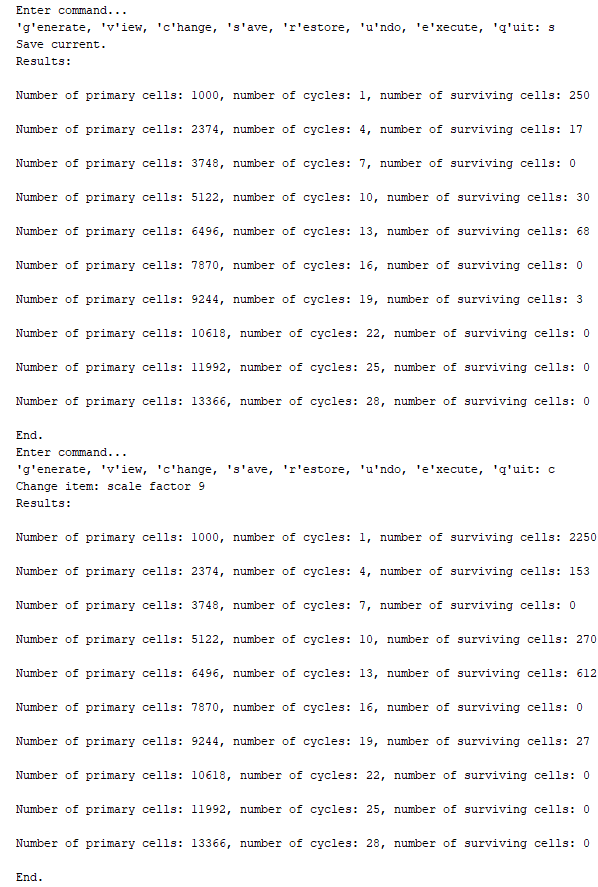 Enter command...
'g'enerate, 'v'iew, 'c'hange, 's'ave, 'r'estore, 'u'ndo, 'e'xecute, 'q'uit: s
Save current.
Results:
Number of primary cells: 1000, number of cycles: 1, number of surviving cells: 250
Number of primary cells: 2374, number of cycles: 4, number of surviving cells: 17
Number of primary cells: 3748, number of cycles: 7, number of surviving cells: 0
Number of primary cells: 5122, number of cycles: 10, number of surviving cells: 30
Number of primary cells: 6496, number of cycles: 13, number of surviving cells: 68
Number of primary cells: 7870, number of cycles: 16, number of surviving cells: 0
Number of primary cells: 9244, number of cycles: 19, number of surviving cells: 3
Number of primary cells: 10618, number of cycles: 22, number of surviving cells: 0
Number of primary cells: 11992, number of cycles: 25, number of surviving cells: 0
Number of primary cells: 13366, number of cycles: 28, number of surviving cells: 0
End.
Enter command...
'g'enerate, 'v'iew, 'c'hange, 's'ave, 'r'estore, 'u'ndo, 'e'xecute, 'q'uit: c
Change item: scale factor 9
Results:
Number of primary cells: 1000, number of cycles: 1, number of surviving cells: 2250
Number of primary cells: 2374, number of cycles: 4, number of surviving cells: 153
Number of primary cells: 3748, number of cycles: 7, number of surviving cells: 0
Number of primary cells: 5122, number of cycles: 10, number of surviving cells: 270
Number of primary cells: 6496, number of cycles: 13, number of surviving cells: 612
Number of primary cells: 7870, number of cycles: 16, number of surviving cells: 0
Number of primary cells: 9244, number of cycles: 19, number of surviving cells: 27
Number of primary cells: 10618, number of cycles: 22, number of surviving cells: 0
Number of primary cells: 11992, number of cycles: 25, number of surviving cells: 0
Number of primary cells: 13366, number of cycles: 28, number of surviving cells: 0
End.